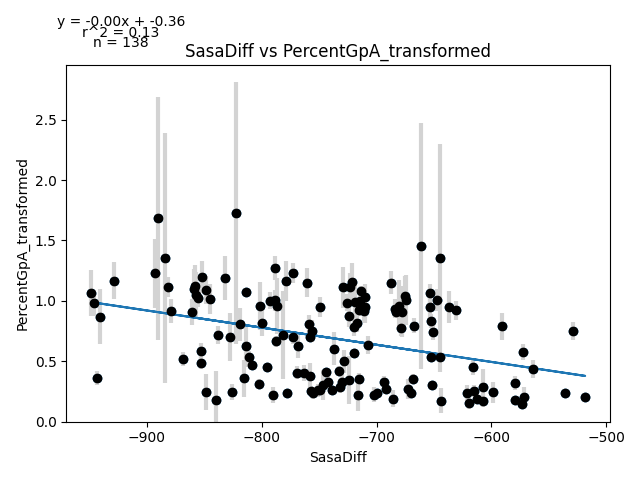 y = -0.00x + -0.36
r^2 = 0.13
n = 138
SasaDiff vs PercentGpA_transformed
PercentGpA_transformed
2.5
2.0
1.5
1.0
0.5
0.0
−900
−800
−700
−600
−500
SasaDiff